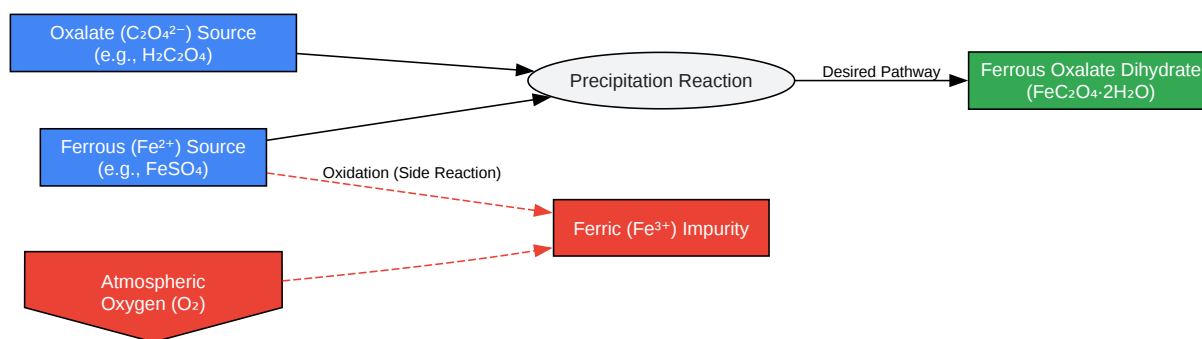 Oxalate (C₂O₄²⁻) Source
(e.g., H₂C₂O₄)
Precipitation Reaction
Desired Pathway
Ferrous Oxalate Dihydrate
(FeC₂O₄·2H₂O)
Ferrous (Fe²⁺) Source
(e.g., FeSO₄)
Oxidation (Side Reaction)
Ferric (Fe³⁺) Impurity
Atmospheric
Oxygen (O₂)